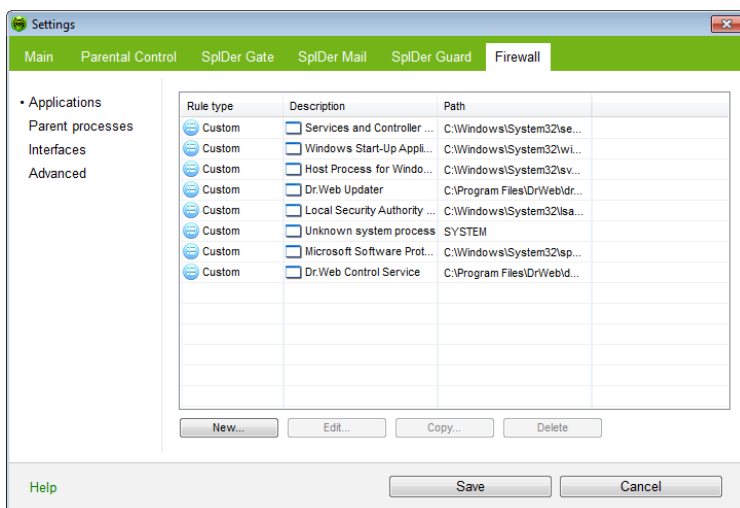 Settings
Main Parental Control SpIDer Gate SpIDer Mail SpIDer Guard Firewall
Applications
Parent processes
Interfaces
Advanced
Rule type Description Path
Custom Services and Controller ... C:\Windows\System32\se...
Custom Windows Start-Up Appli... C:\Windows\System32\wi...
Custom Host Process for Windo... C:\Windows\System32\sv...
Custom Dr.Web Updater C:\Program Files\DrWeb\dr...
Custom Local Security Authority ... C:\Windows\System32\lsa...
Custom Unknown system process SYSTEM
Custom Microsoft Software Prot... C:\Windows\System32\sp...
Custom Dr.Web Control Service C:\Program Files\DrWeb\d...
New... Edit... Copy... Delete
Help Save Cancel